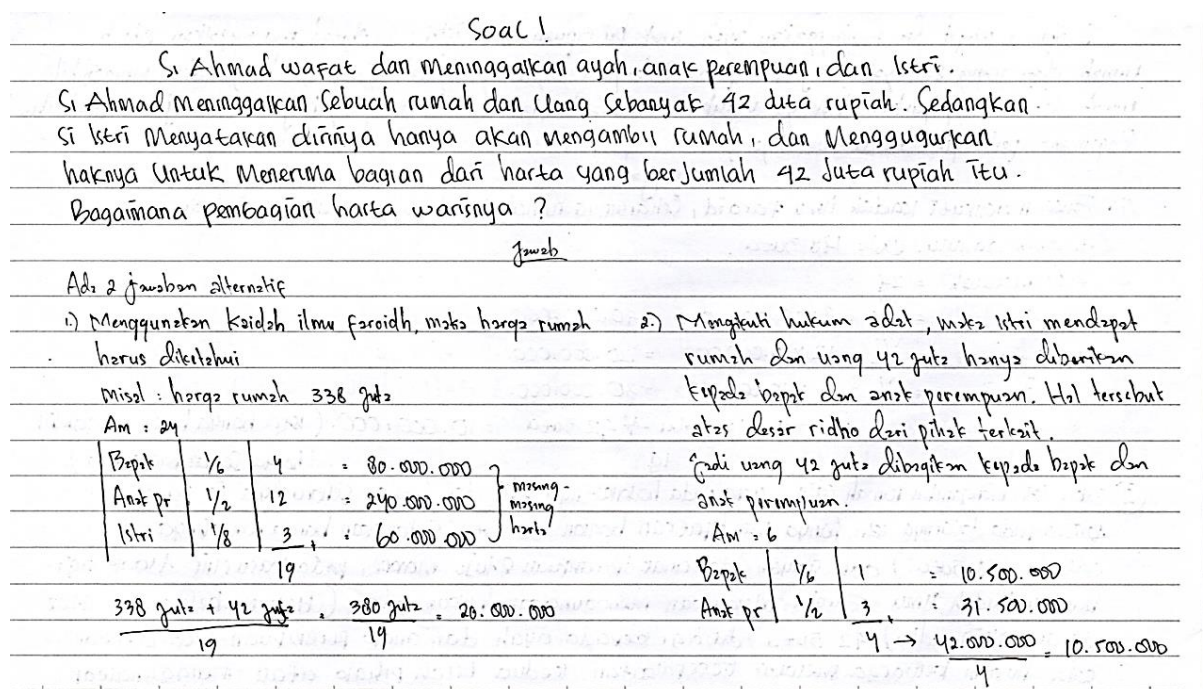 Soal !
Si Ahmad wafat dan meninagalkan ayah, anak perempuan, dan Istri.
Si Ahmad meninggalkan Sebuah rumah dan Uang Sebanyak 42 Juta rupiah. Sedangkan
si Istri Menyatakan dirinya hanya akan mengambil rumah, dan Menggugurkan
haknya Untuk Menerima bagian dari harta yang berjumlah 42 Juta rupiah itu.
Bagaimana pembagian harta warisnya ?
Jawab
Ada 2 jawaban alternatif
1.) Menggunakan Kaidah ilmu faroidh, maka harga rumah
harus diketahui
Misal : harga rumah 338 juta
Am : 24
Bapak 1/6 4 = 80.000.000
Anak pr 1/2 12 = 240.000.000
Istri 1/8 3 + = 60.000.000
masing-
masing
harta
19
338 juta + 42 juta / 19 = 380 juta / 19 = 20.000.000
2.) Mengikuti hukum adat, maka Istri mendapat
rumah dan uang 42 juta hanya diberikan
kepada bapak dan anak perempuan. Hal tersebut
atas dasar ridho dari pihak terkait.
Jadi uang 42 juta dibagikan kepada bapak dan
anak perempuan.
Am : 6
Bapak 1/6 1 = 10.500.000
Anak pr 1/2 3 + = 31.500.000
4 → 42.000.000 / 4 = 10.500.000